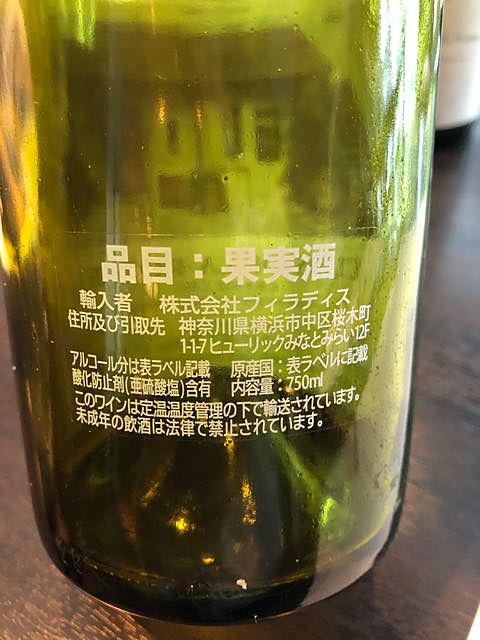 品目：果実酒
輸入者　株式会社フィラディス
住所及び引取先　神奈川県横浜市中区桜木町
1-1-7 ヒューリックみなとみらい12F
アルコール分は表ラベル記載　原産国：表ラベルに記載
酸化防止剤(亜硫酸塩)含有　内容量：750ml
このワインは定温温度管理の下で輸送されています。
未成年の飲酒は法律で禁止されています。